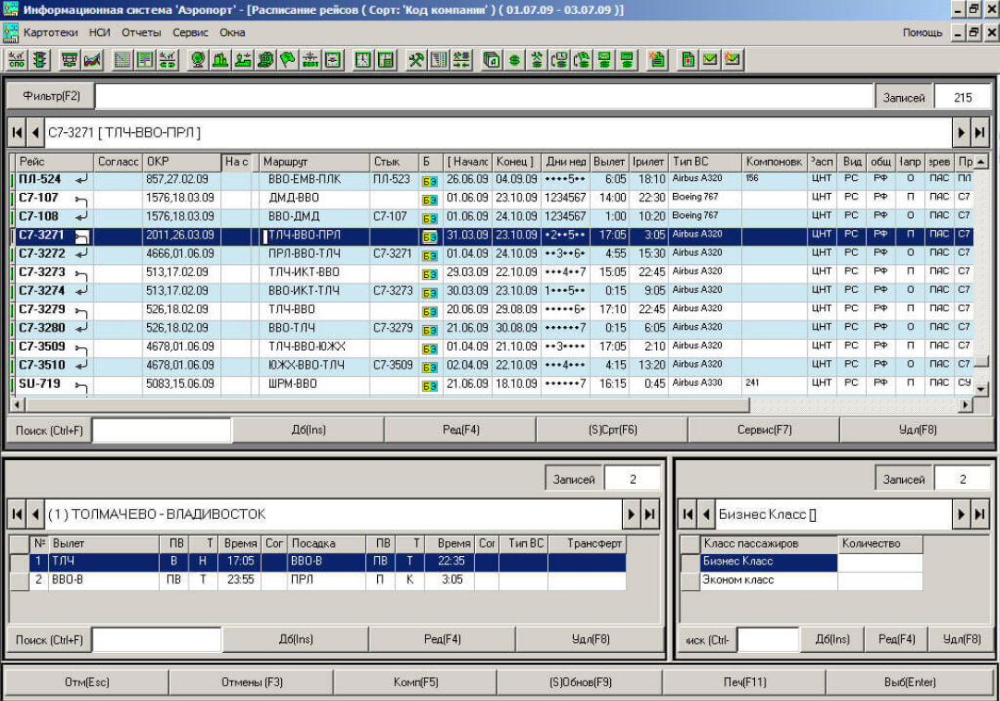 Информационная система 'Аэропорт' - [Расписание рейсов ( Сорт: 'Код компании' ) ( 01.07.09 - 03.07.09 )]
Картотеки НСИ Отчеты Сервис Окна Помощь
Фильтр(F2) Записей 215
С7-3271 [ ТЛЧ-ВВО-ПРЛ ]
Рейс Согласс ОКР На с Маршрут Стык Б [ Началс Конец ] Дни нед Вылет Прилет Тип ВС Компоновк Расп Вид общ Напр зрев Пр
ПЛ-524 857,27.02.09 ВВО-ЕМВ-ПЛК ПЛ-523 БЭ 26.06.09 04.09.09 ••••5•• 6:05 18:10 Airbus A320 156 ЦНТ РС РФ О ПАС ПЛ
С7-107 1576,18.03.09 ДМД-ВВО БЭ 01.06.09 23.10.09 1234567 14:00 22:30 Boeing 767 ЦНТ РС РФ П ПАС С7
С7-108 1576,18.03.09 ВВО-ДМД С7-107 БЭ 01.06.09 24.10.09 1234567 1:00 10:20 Boeing 767 ЦНТ РС РФ О ПАС С7
С7-3271 2011,26.03.09 ТЛЧ-ВВО-ПРЛ БЭ 31.03.09 23.10.09 •2••5•• 17:05 3:05 Airbus A320 ЦНТ РС РФ П ПАС С7
С7-3272 4666,01.06.09 ПРЛ-ВВО-ТЛЧ С7-3271 БЭ 01.04.09 24.10.09 ••3••6• 4:55 15:30 Airbus A320 ЦНТ РС РФ О ПАС С7
С7-3273 513,17.02.09 ТЛЧ-ИКТ-ВВО БЭ 29.03.09 22.10.09 •••4••7 15:05 22:45 Airbus A320 ЦНТ РС РФ П ПАС С7
С7-3274 513,17.02.09 ВВО-ИКТ-ТЛЧ С7-3273 БЭ 30.03.09 23.10.09 1•••5•• 0:15 9:05 Airbus A320 ЦНТ РС РФ О ПАС С7
С7-3279 526,18.02.09 ТЛЧ-ВВО БЭ 20.06.09 29.08.09 •••••6• 17:10 22:45 Airbus A320 ЦНТ РС РФ П ПАС С7
С7-3280 526,18.02.09 ВВО-ТЛЧ С7-3279 БЭ 21.06.09 30.08.09 ••••••7 0:15 6:05 Airbus A320 ЦНТ РС РФ О ПАС С7
С7-3509 4678,01.06.09 ТЛЧ-ВВО-ЮЖХ БЭ 01.04.09 21.10.09 ••3•••• 17:05 2:10 Airbus A320 ЦНТ РС РФ П ПАС С7
С7-3510 4678,01.06.09 ЮЖХ-ВВО-ТЛЧ С7-3509 БЭ 02.04.09 22.10.09 •••4••• 4:15 13:20 Airbus A320 ЦНТ РС РФ О ПАС С7
SU-719 5083,15.06.09 ШРМ-ВВО БЭ 21.06.09 18.10.09 ••••••7 16:15 0:45 Airbus A330 241 ЦНТ РС РФ П ПАС СУ
Поиск (Ctrl+F) Дб(Ins) Ред(F4) (S)Срт(F6) Сервис(F7) Удл(F8)
Записей 2
( 1 ) ТОЛМАЧЕВО - ВЛАДИВОСТОК
№ Вылет ПВ Т Время Сог Посадка ПВ Т Время Сог Тип ВС Трансферт
1 ТЛЧ В Н 17:05 ВВО-В ПВ Т 22:35
2 ВВО-В ПВ Т 23:55 ПРЛ П К 3:05
Поиск (Ctrl+F) Дб(Ins) Ред(F4) Удл(F8)
Записей 2
Бизнес Класс []
Класс пассажиров Количество
Бизнес Класс
Эконом класс
иск (Ctrl- Дб(Ins) Ред(F4) Удл(F8)
Отм(Esc) Отмены (F3) Комп(F5) (S)Обнов(F9) Печ(F11) Выб(Enter)